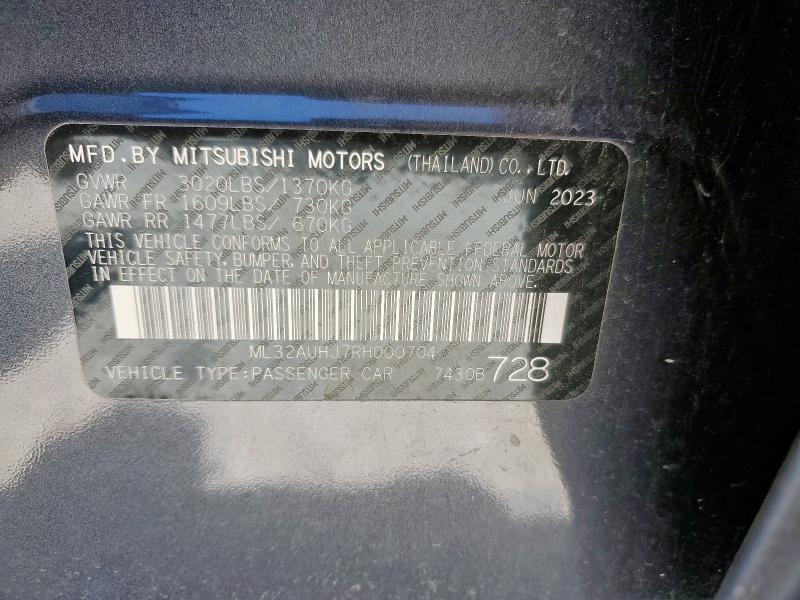 MFD.BY MITSUBISHI MOTORS (THAILAND) CO., LTD.
GVWR 3020LBS/1370KG JUN 2023
GAWR FR 1609LBS/ 730KG
GAWR RR 1477LBS/ 670KG
THIS VEHICLE CONFORMS TO ALL APPLICABLE FEDERAL MOTOR
VEHICLE SAFETY, BUMPER, AND THEFT PREVENTION STANDARDS
IN EFFECT ON THE DATE OF MANUFACTURE SHOWN ABOVE.
ML32AUHJ7RH000704
VEHICLE TYPE:PASSENGER CAR 7430B 728